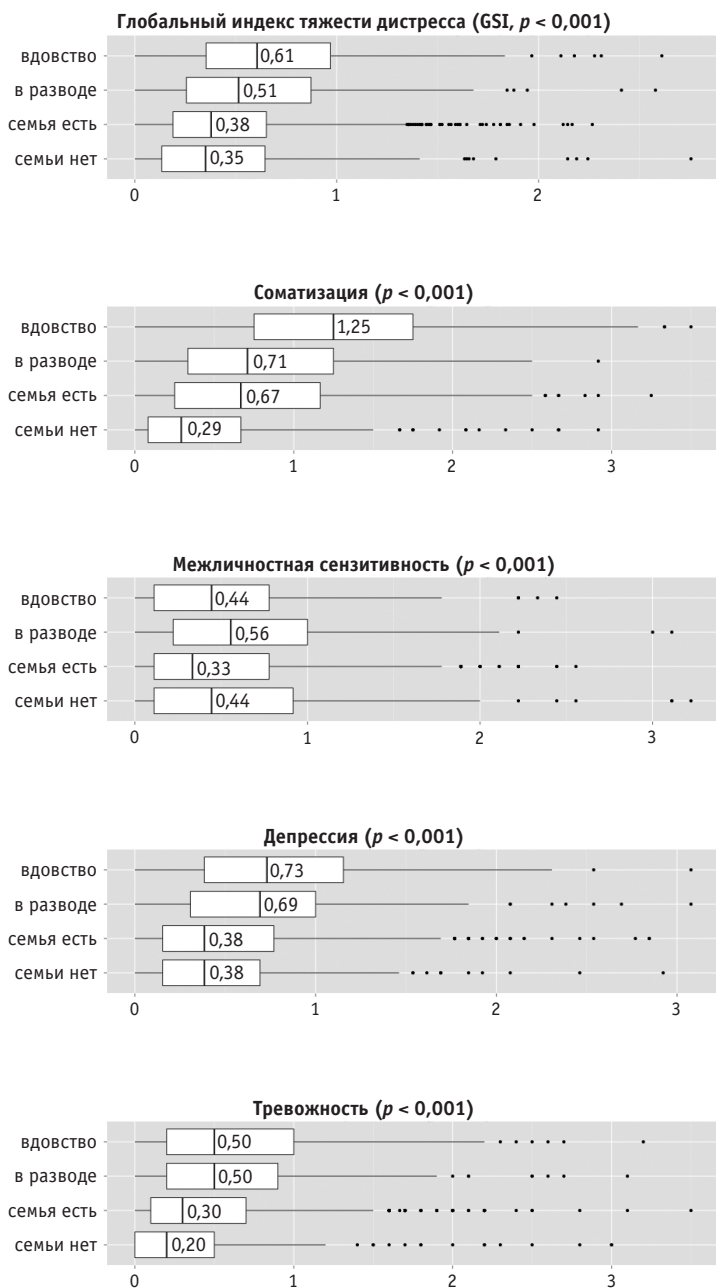 Глобальный индекс тяжести дистресса (GSI, p < 0,001)
вдовство 0,61
в разводе 0,51
семья есть 0,38
семьи нет 0,35
0 1 2
Соматизация (p < 0,001)
вдовство 1,25
в разводе 0,71
семья есть 0,67
семьи нет 0,29
0 1 2 3
Межличностная сензитивность (p < 0,001)
вдовство 0,44
в разводе 0,56
семья есть 0,33
семьи нет 0,44
0 1 2 3
Депрессия (p < 0,001)
вдовство 0,73
в разводе 0,69
семья есть 0,38
семьи нет 0,38
0 1 2 3
Тревожность (p < 0,001)
вдовство 0,50
в разводе 0,50
семья есть 0,30
семьи нет 0,20
0 1 2 3